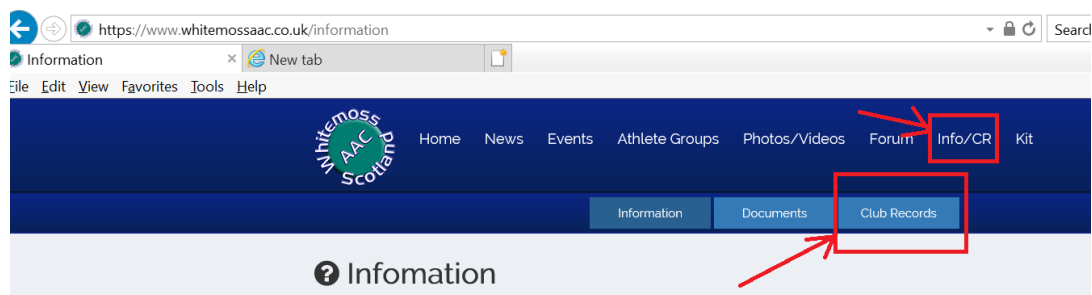 https://www.whitemossaac.co.uk/information
Search
Information × New tab
File Edit View Favorites Tools Help
Whitemoss AAC Scotland
Home News Events Athlete Groups Photos/Videos Forum Info/CR Kit
Information Documents Club Records
? Infomation